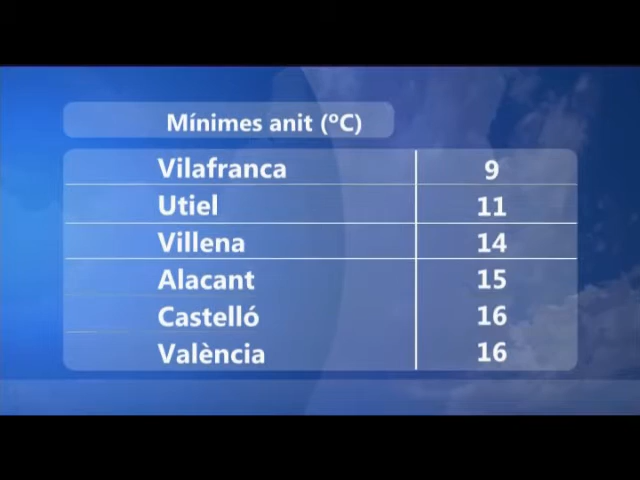 Mínimes anit (ºC)
Vilafranca 9
Utiel 11
Villena 14
Alacant 15
Castelló 16
València 16